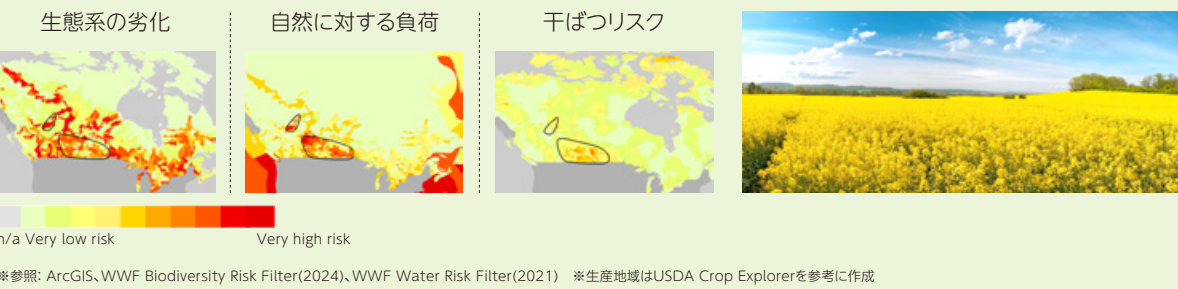 生態系の劣化
自然に対する負荷
干ばつリスク
n/a Very low risk
Very high risk
※参照: ArcGIS、WWF Biodiversity Risk Filter(2024)、WWF Water Risk Filter(2021) ※生産地域はUSDA Crop Explorerを参考に作成